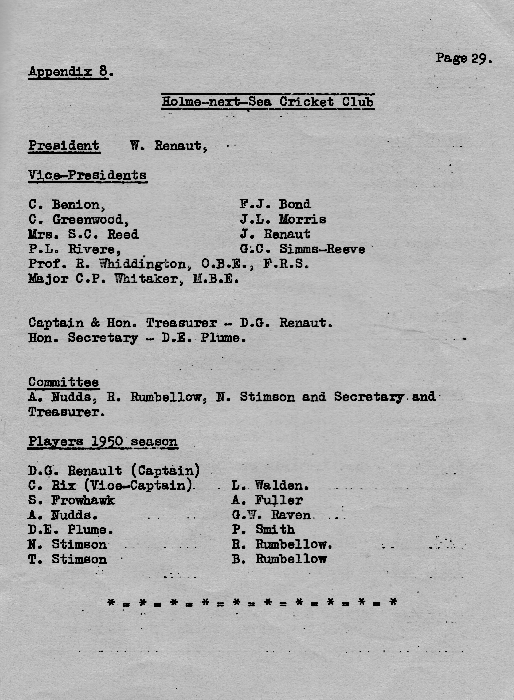 Page 29.
Appendix 8.
Holme-next-Sea Cricket Club
President W. Renaut,
Vice-Presidents
C. Benion, F.J. Bond
C. Greenwood, J.L. Morris
Mrs. S.C. Reed J. Renaut
P.L. Rivere, G.C. Simms-Reeve
Prof. R. Whiddington, O.B.E., F.R.S.
Major C.P. Whitaker, M.B.E.
Captain & Hon. Treasurer - D.G. Renaut.
Hon. Secretary - D.E. Plume.
Committee
A. Nudds, R. Rumbellow, N. Stimson and Secretary and
Treasurer.
Players 1950 season
D.G. Renault (Captain)
C. Rix (Vice-Captain). L. Walden.
S. Frowhawk A. Fuller
A. Nudds. G.W. Raven
D.E. Plume. P. Smith
N. Stimson R. Rumbellow.
T. Stimson B. Rumbellow
* = * = * = * = * = * = * = * = * = *